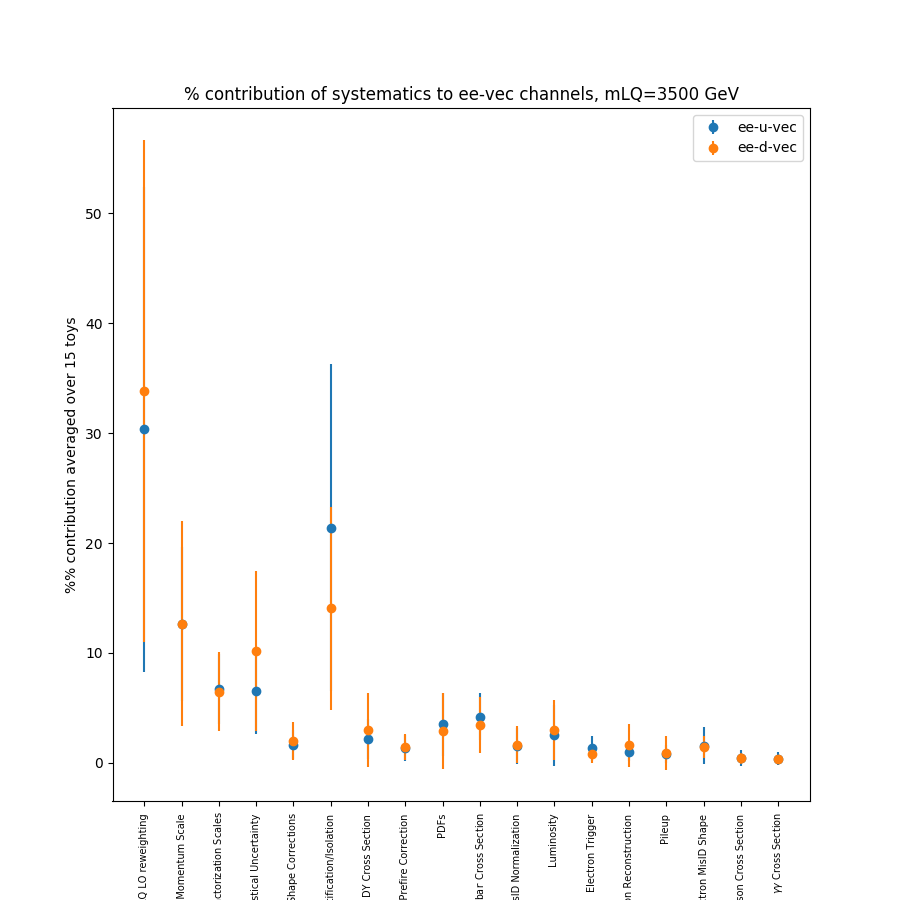 % contribution of systematics to ee-vec channels, mLQ=3500 GeV
ee-u-vec
ee-d-vec
%% contribution averaged over 15 toys
50
40
30
20
10
0
Q LO reweighting
Momentum Scale
ctorization Scales
stical Uncertainty
Shape Corrections
tification/Isolation
DY Cross Section
Prefire Correction
PDFs
bar Cross Section
sID Normalization
Luminosity
Electron Trigger
n Reconstruction
Pileup
tron MisID Shape
son Cross Section
γγ Cross Section